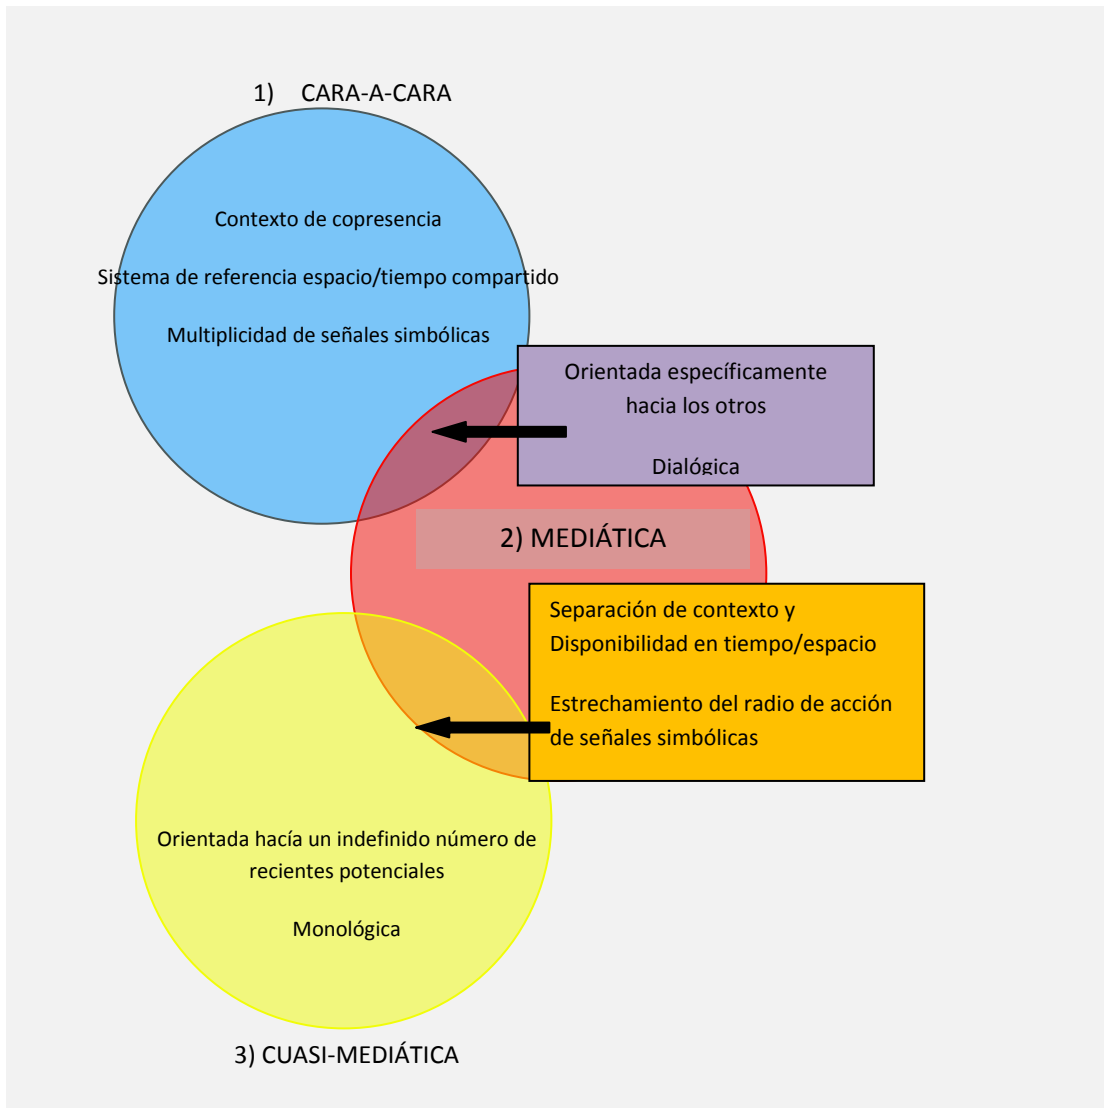 1) CARA-A-CARA
Contexto de copresencia
Sistema de referencia espacio/tiempo compartido
Multiplicidad de señales simbólicas
Orientada específicamente
hacia los otros
Dialógica
2) MEDIÁTICA
Separación de contexto y
Disponibilidad en tiempo/espacio
Estrechamiento del radio de acción
de señales simbólicas
Orientada hacía un indefinido número de
recientes potenciales
Monológica
3) CUASI-MEDIÁTICA